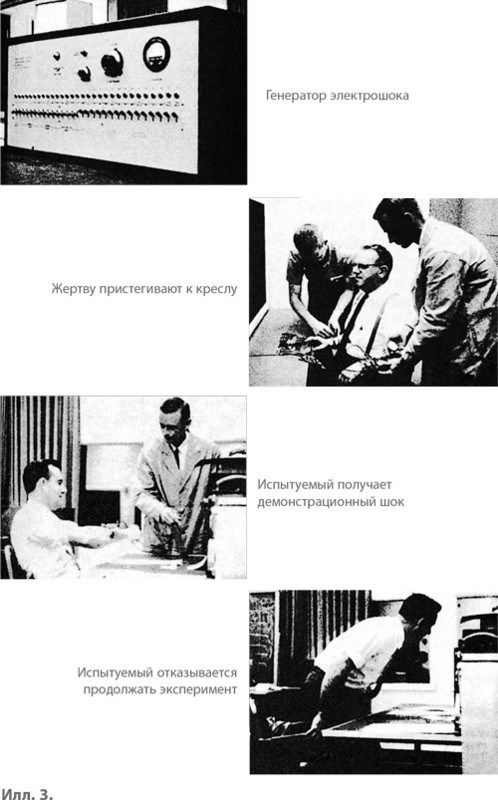 Генератор электрошока
Жертву пристегивают к креслу
Испытуемый получает
демонстрационный шок
Испытуемый отказывается
продолжать эксперимент
Илл. 3.